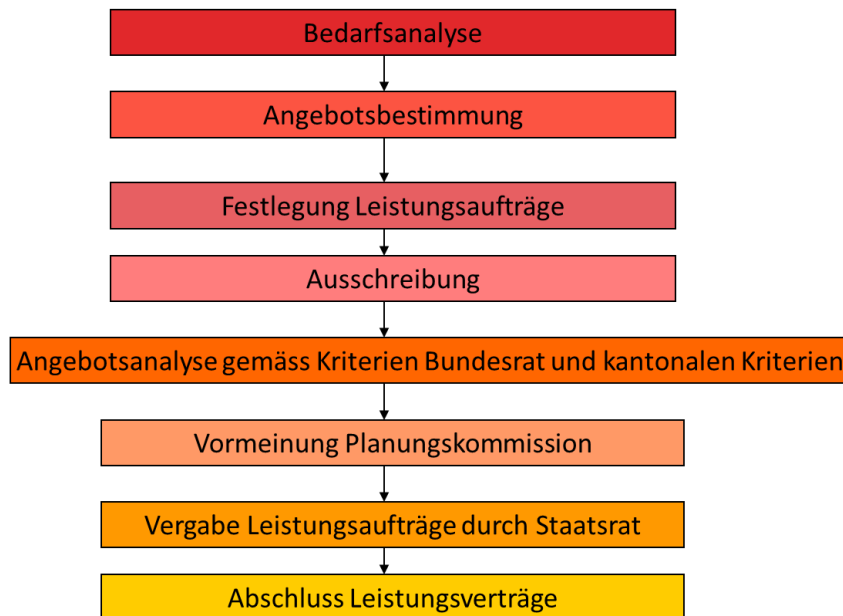 Bedarfsanalyse
Angebotsbestimmung
Festlegung Leistungsaufträge
Ausschreibung
Angebotsanalyse gemäss Kriterien Bundesrat und kantonalen Kriterien
Vormeinung Planungskommission
Vergabe Leistungsaufträge durch Staatsrat
Abschluss Leistungsverträge